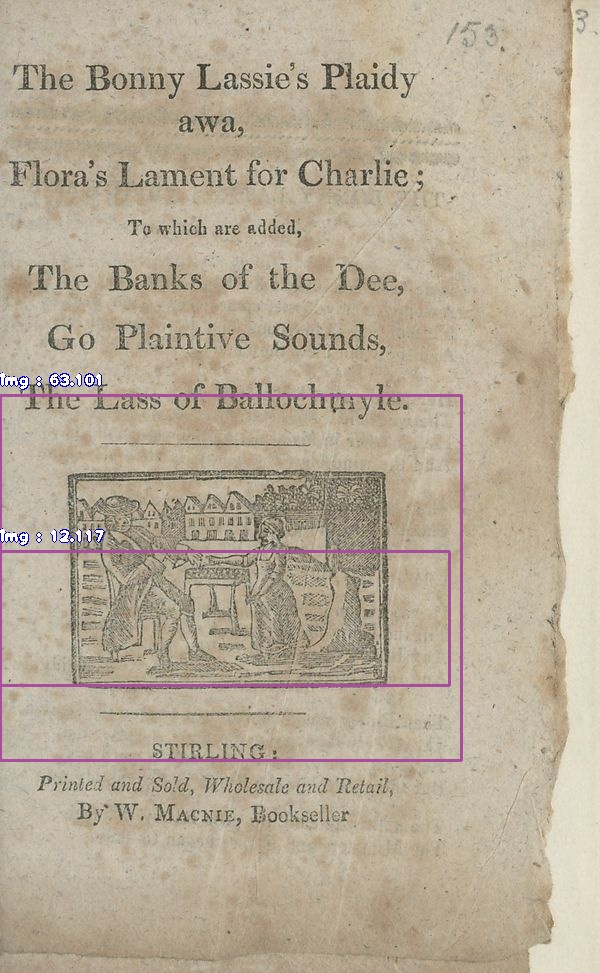 153.
3.
The Bonny Lassie's Plaidy
awa,
Flora's Lament for Charlie;
To which are added,
The Banks of the Dee,
Go Plaintive Sounds,
Img : 63.101
The Lass of Ballochmyle.
Img : 12.117
STIRLING:
Printed and Sold, Wholesale and Retail,
By W. MACNIE, Bookseller